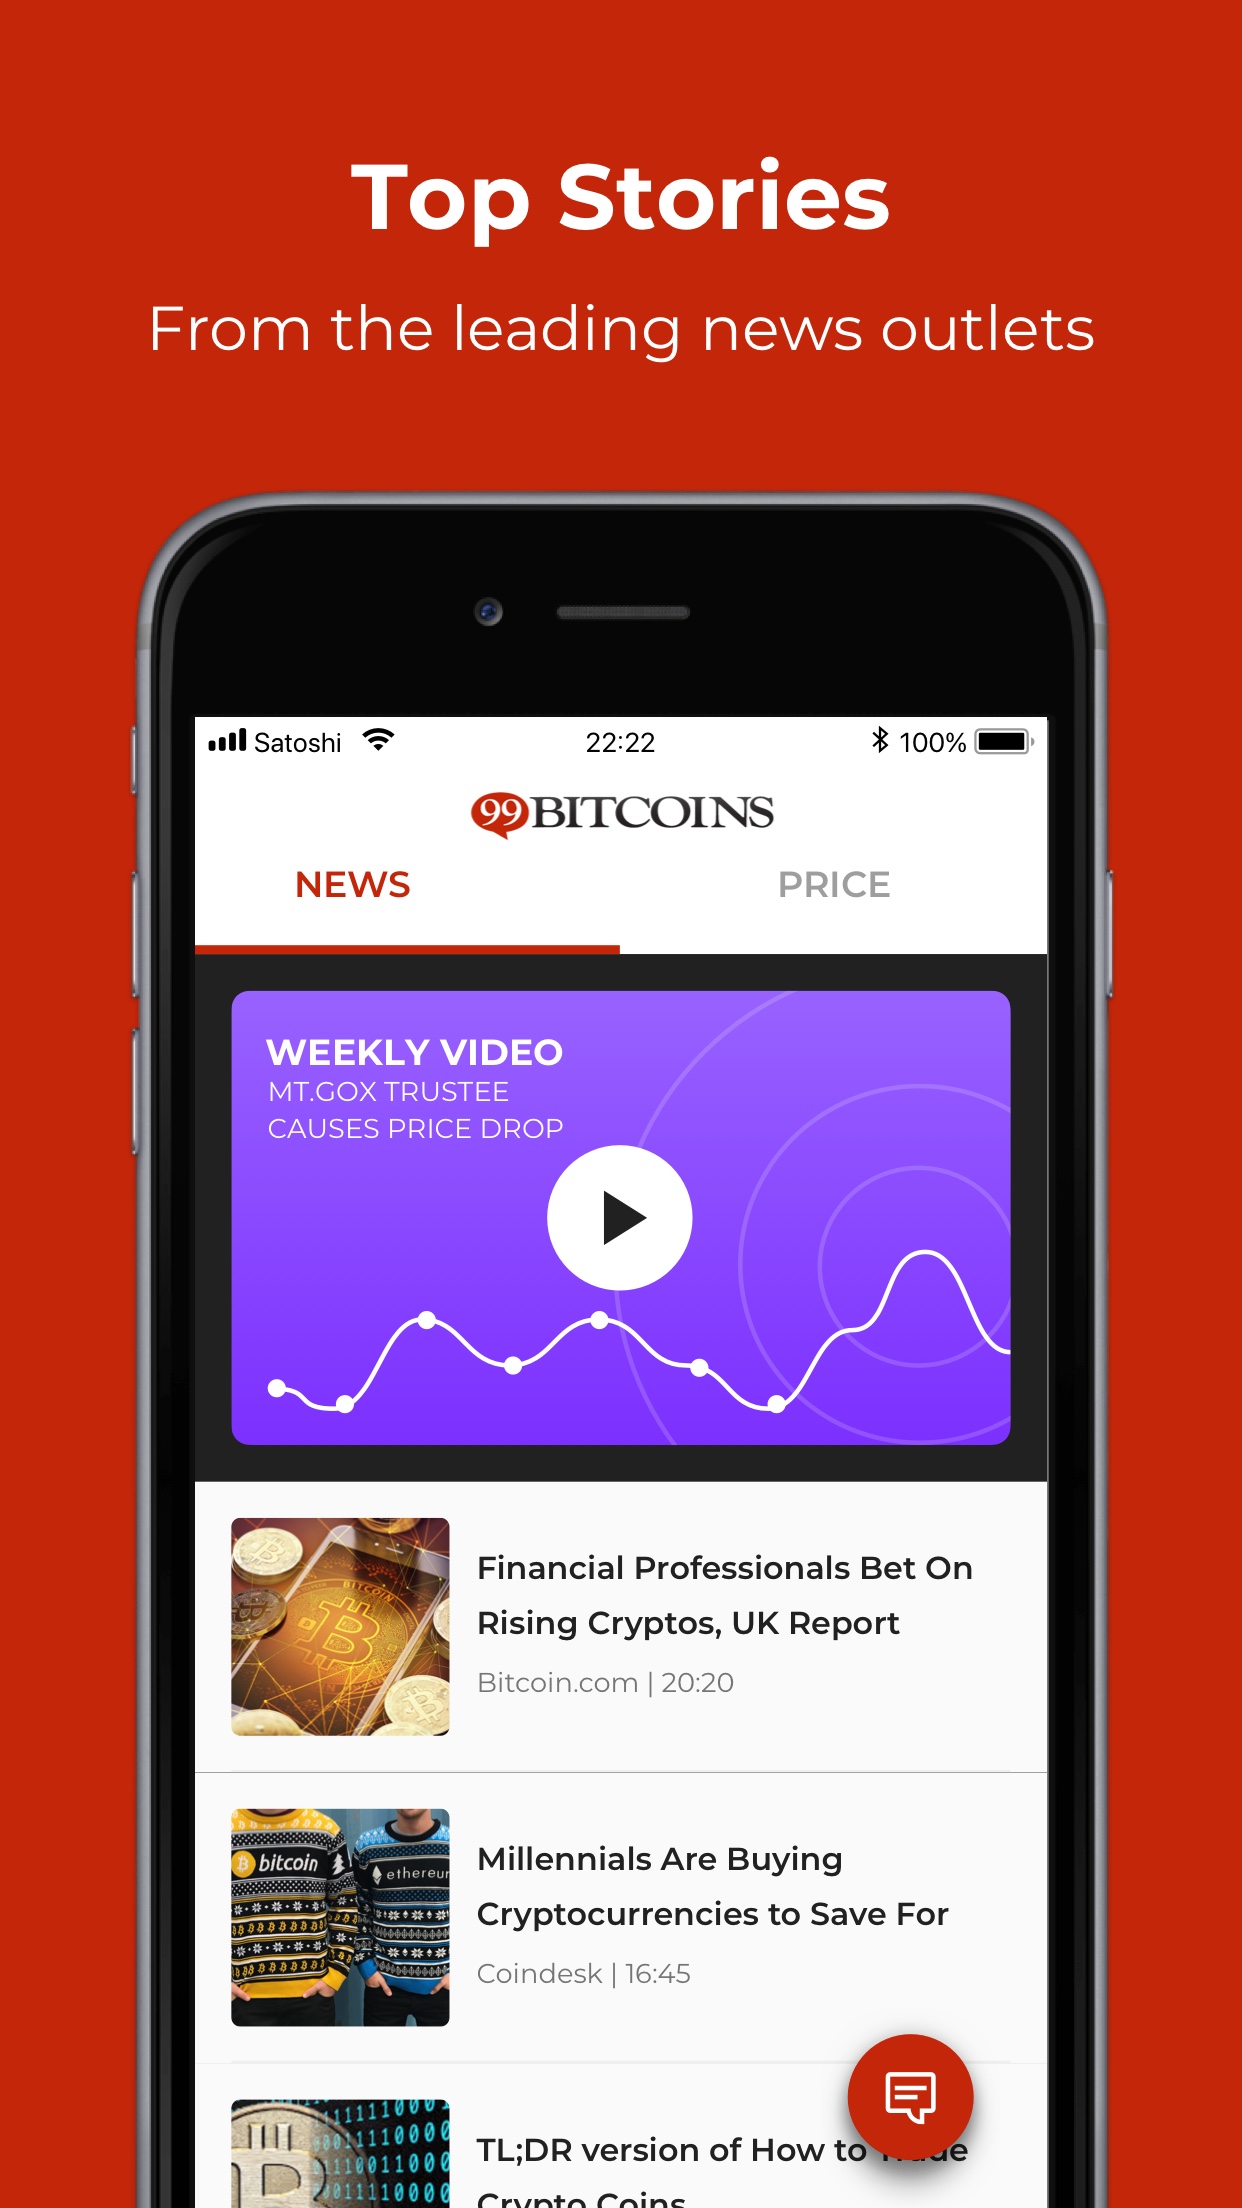 Top Stories
From the leading news outlets
Satoshi
22:22
100%
99BITCOINS
NEWS
PRICE
WEEKLY VIDEO
MT.GOX TRUSTEE
CAUSES PRICE DROP
BITCOIN
Financial Professionals Bet On
Rising Cryptos, UK Report
Bitcoin.com | 20:20
bitcoin
Millennials Are Buying
Cryptocurrencies to Save For
Coindesk | 16:45
TL;DR version of How to
Crypto Coins